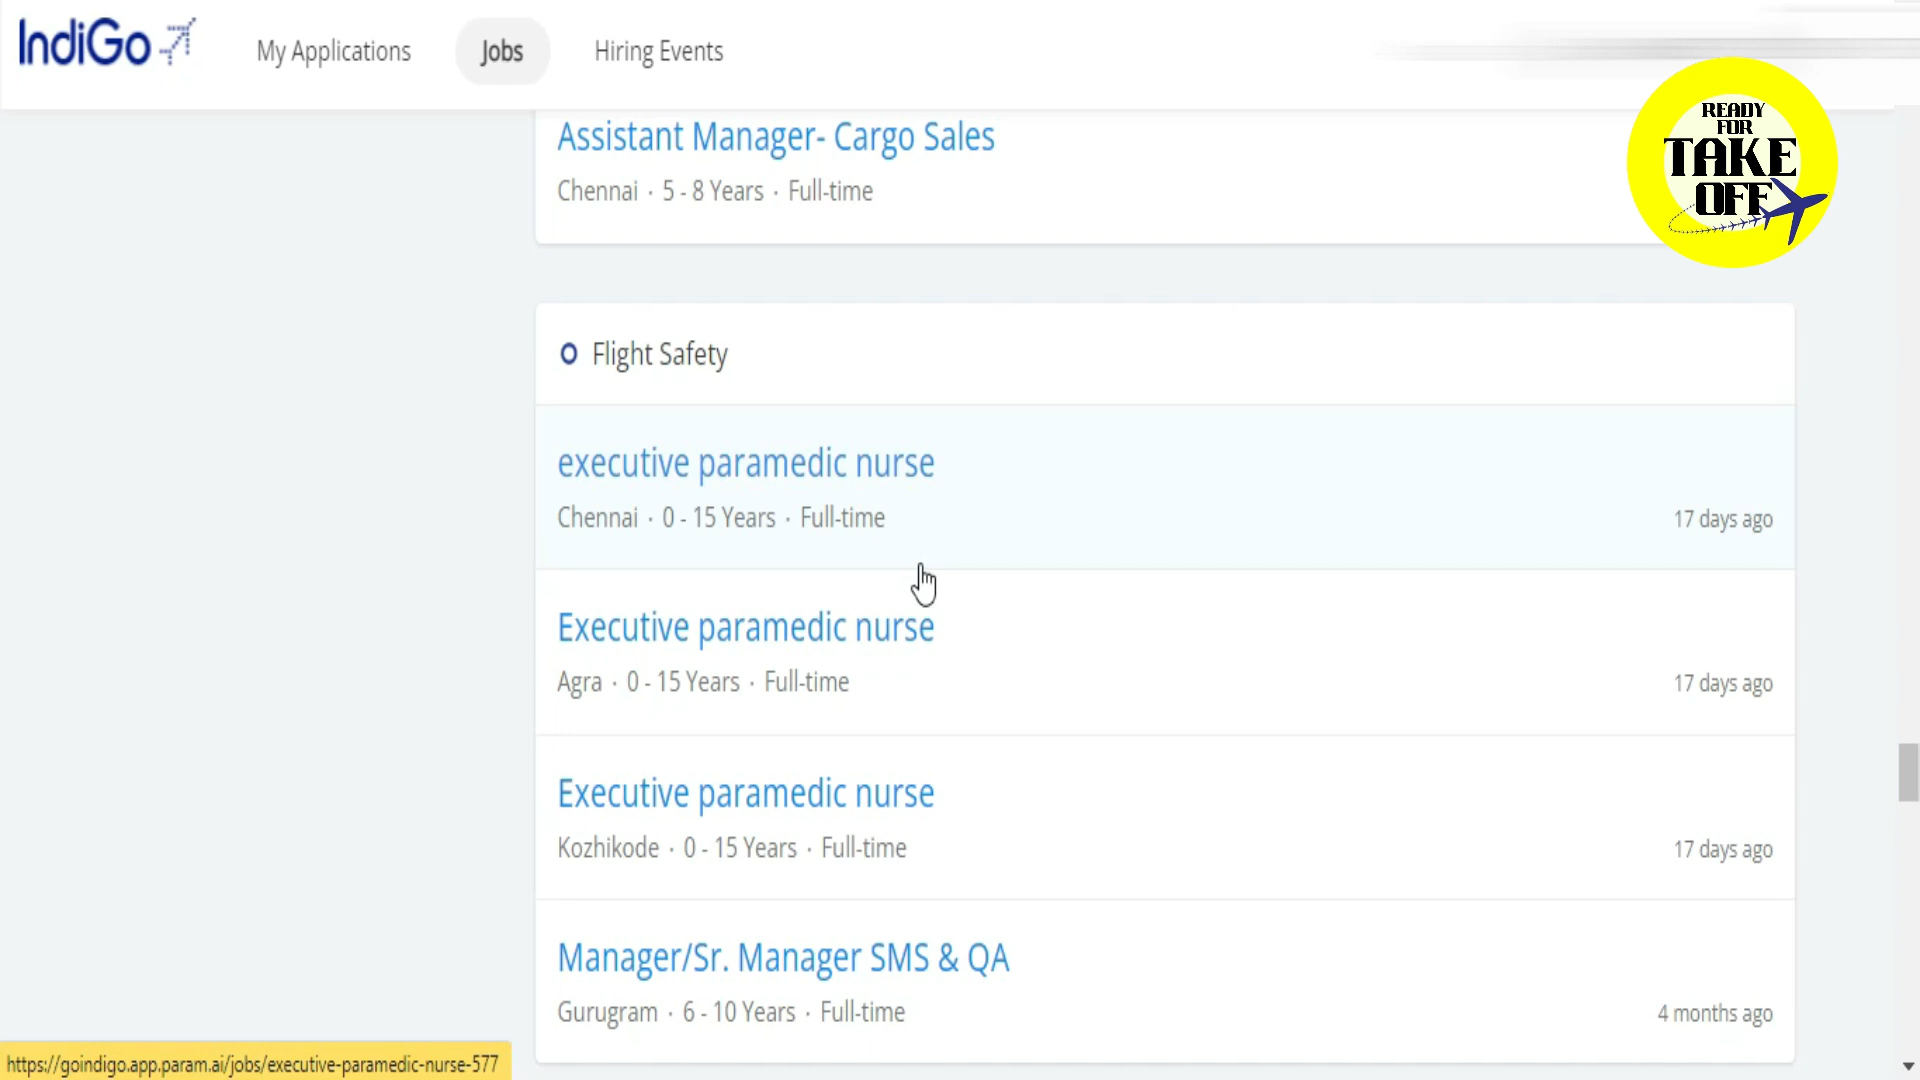 IndiGo
My Applications
Jobs
Hiring Events
READY
FOR
TAKE
OFF
Assistant Manager- Cargo Sales
Chennai · 5 - 8 Years · Full-time
Flight Safety
executive paramedic nurse
Chennai · 0 - 15 Years · Full-time
17 days ago
Executive paramedic nurse
Agra · 0 - 15 Years · Full-time
17 days ago
Executive paramedic nurse
Kozhikode · 0 - 15 Years · Full-time
17 days ago
Manager/Sr. Manager SMS & QA
Gurugram · 6 - 10 Years · Full-time
4 months ago
https://goindigo.app.param.ai/jobs/executive-paramedic-nurse-577